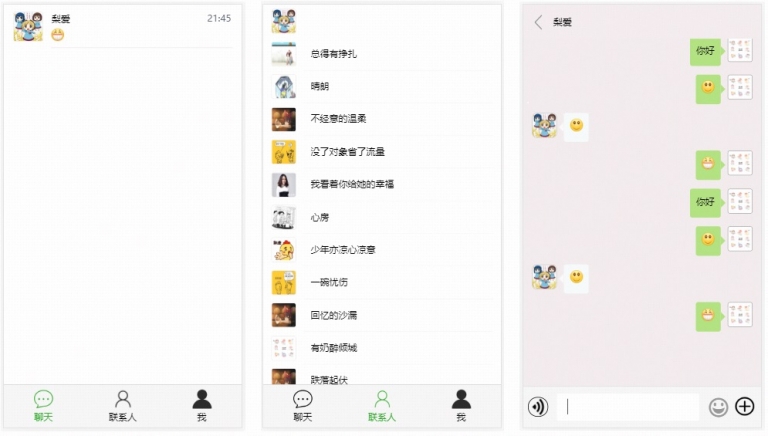 梨爱
21:45
聊天
联系人
我
总得有挣扎
晴朗
不经意的温柔
没了对象省了流量
我看着你给她的幸福
心房
少年亦凉心凉意
一碗忧伤
回忆的沙漏
有奶醉倾城
跌落起伏
聊天
联系人
我
梨爱
你好
你好